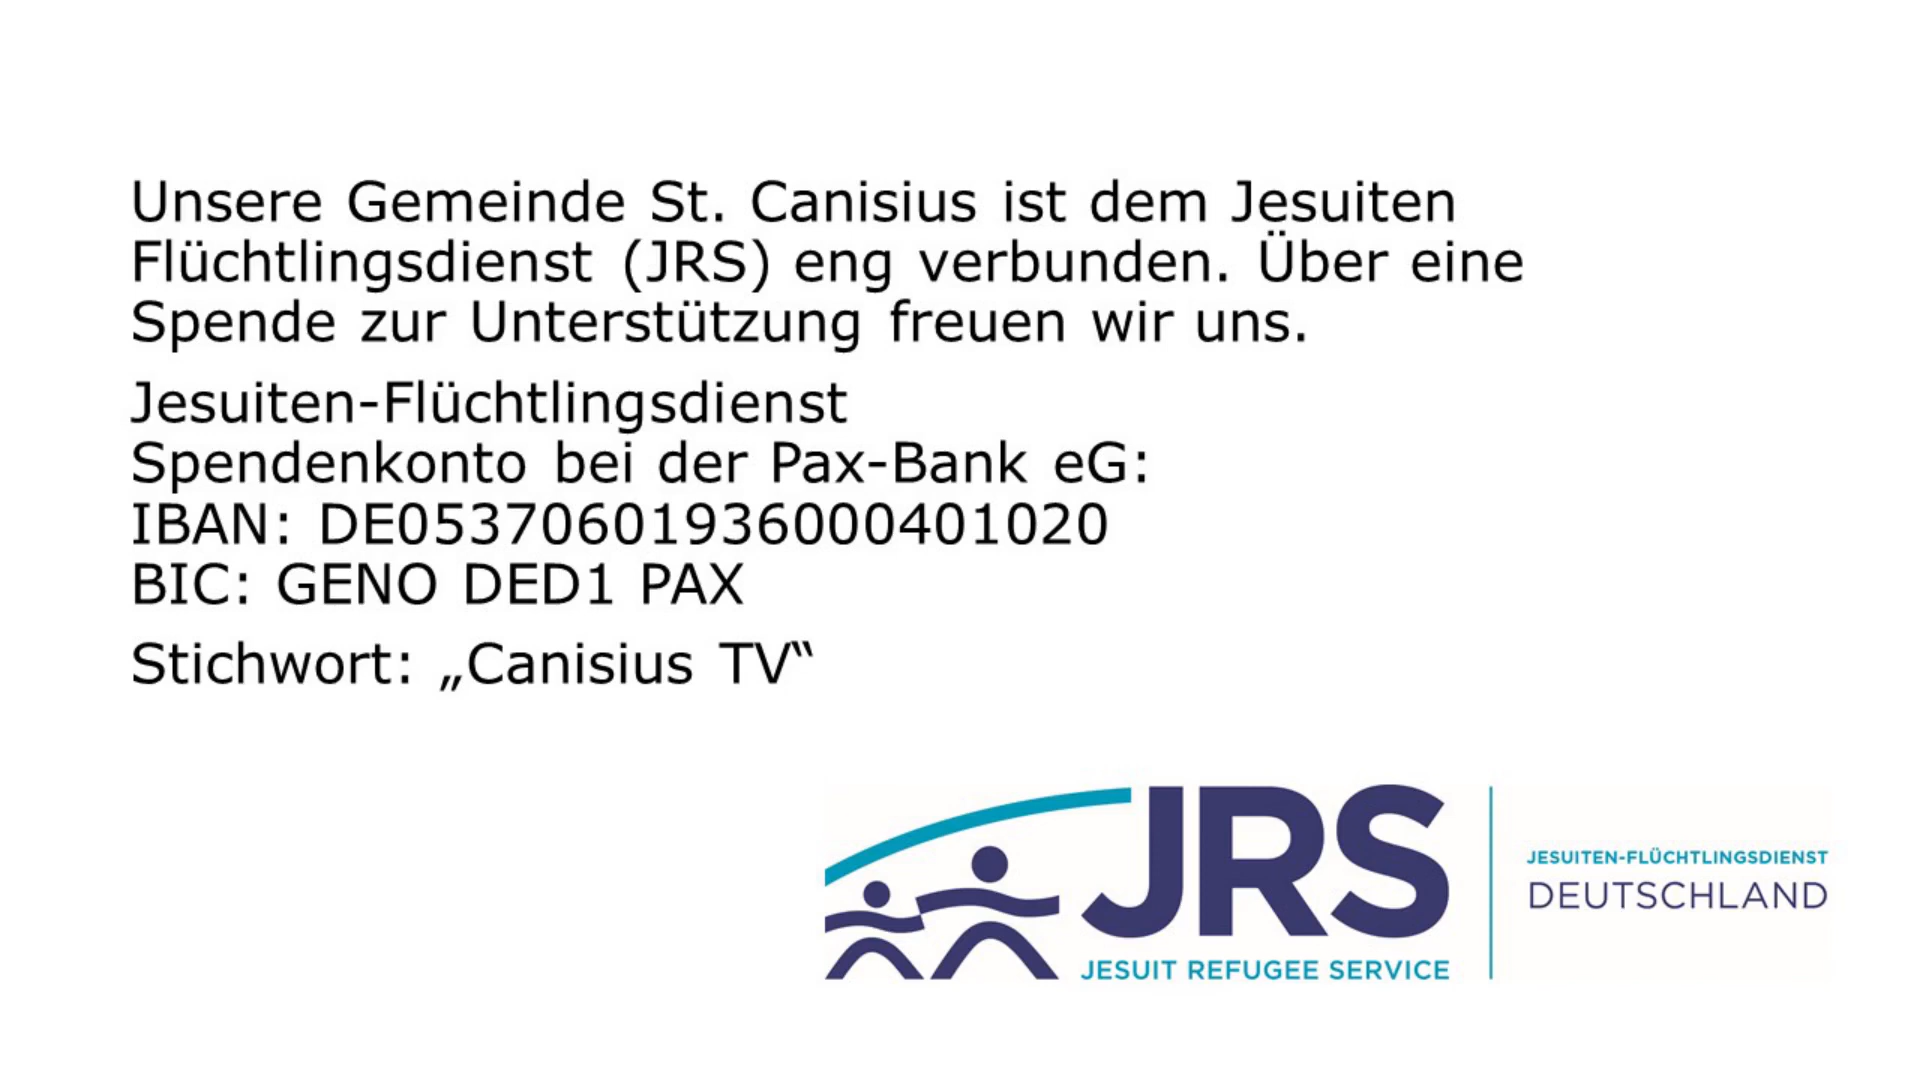 Unsere Gemeinde St. Canisius ist dem Jesuiten
Flüchtlingsdienst (JRS) eng verbunden. Über eine
Spende zur Unterstützung freuen wir uns.
Jesuiten-Flüchtlingsdienst
Spendenkonto bei der Pax-Bank eG:
IBAN: DE05370601936000401020
BIC: GENO DED1 PAX
Stichwort: „Canisius TV“
JRS
JESUIT REFUGEE SERVICE
JESUITEN-FLÜCHTLINGSDIENST
DEUTSCHLAND